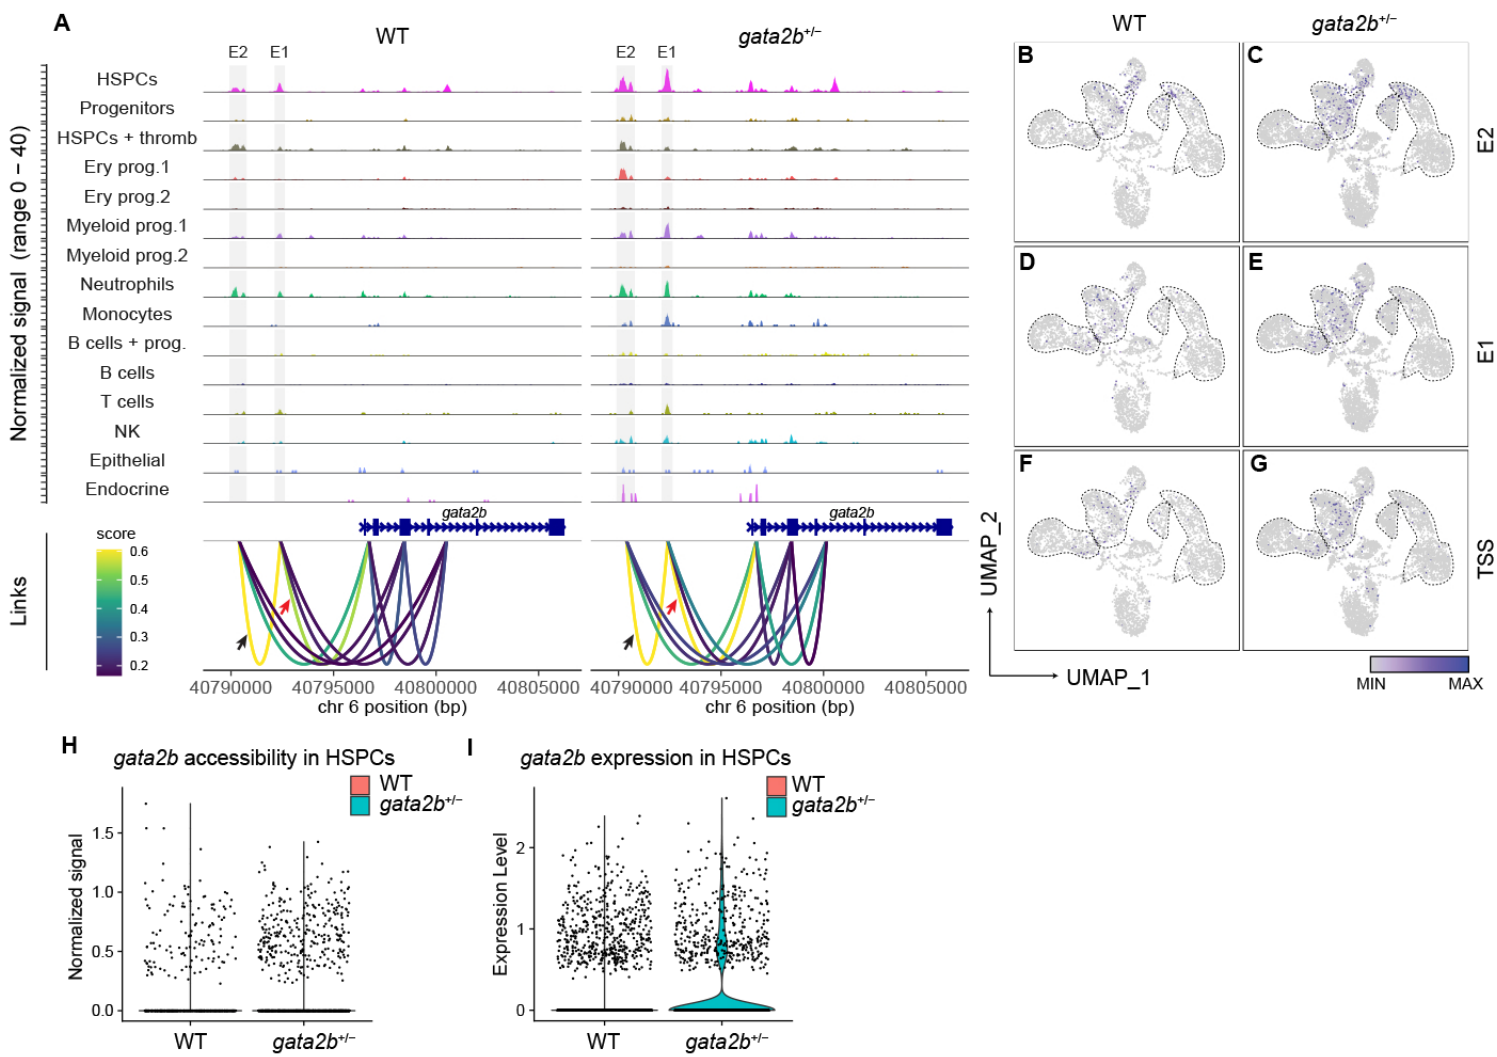 A
WT
gata2b+/−
E2 E1
E2 E1
Normalized signal (range 0 − 40)
HSPCs
Progenitors
HSPCs + thromb
Ery prog.1
Ery prog.2
Myeloid prog.1
Myeloid prog.2
Neutrophils
Monocytes
B cells + prog.
B cells
T cells
NK
Epithelial
Endocrine
gata2b
gata2b
Links
score
0.6
0.5
0.4
0.3
0.2
40790000 40795000 40800000 40805000
chr 6 position (bp)
40790000 40795000 40800000 40805000
chr 6 position (bp)
WT
gata2b+/−
B
C
E2
D
E
E1
F
G
TSS
UMAP_2
UMAP_1
MIN MAX
H
gata2b accessibility in HSPCs
WT
gata2b+/−
Normalized signal
1.5
1.0
0.5
0.0
WT
gata2b+/−
I
gata2b expression in HSPCs
WT
gata2b+/−
Expression Level
2
1
0
WT
gata2b+/−